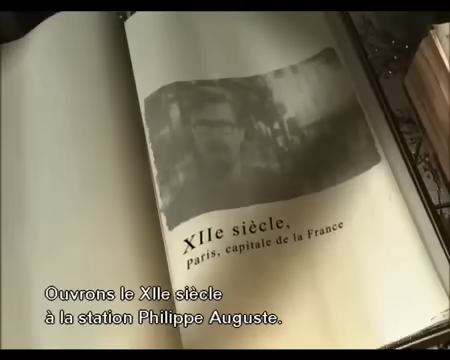 XIIe siècle,
Paris, capitale de la France
Ouvrons le XIIe siècle
à la station Philippe Auguste.